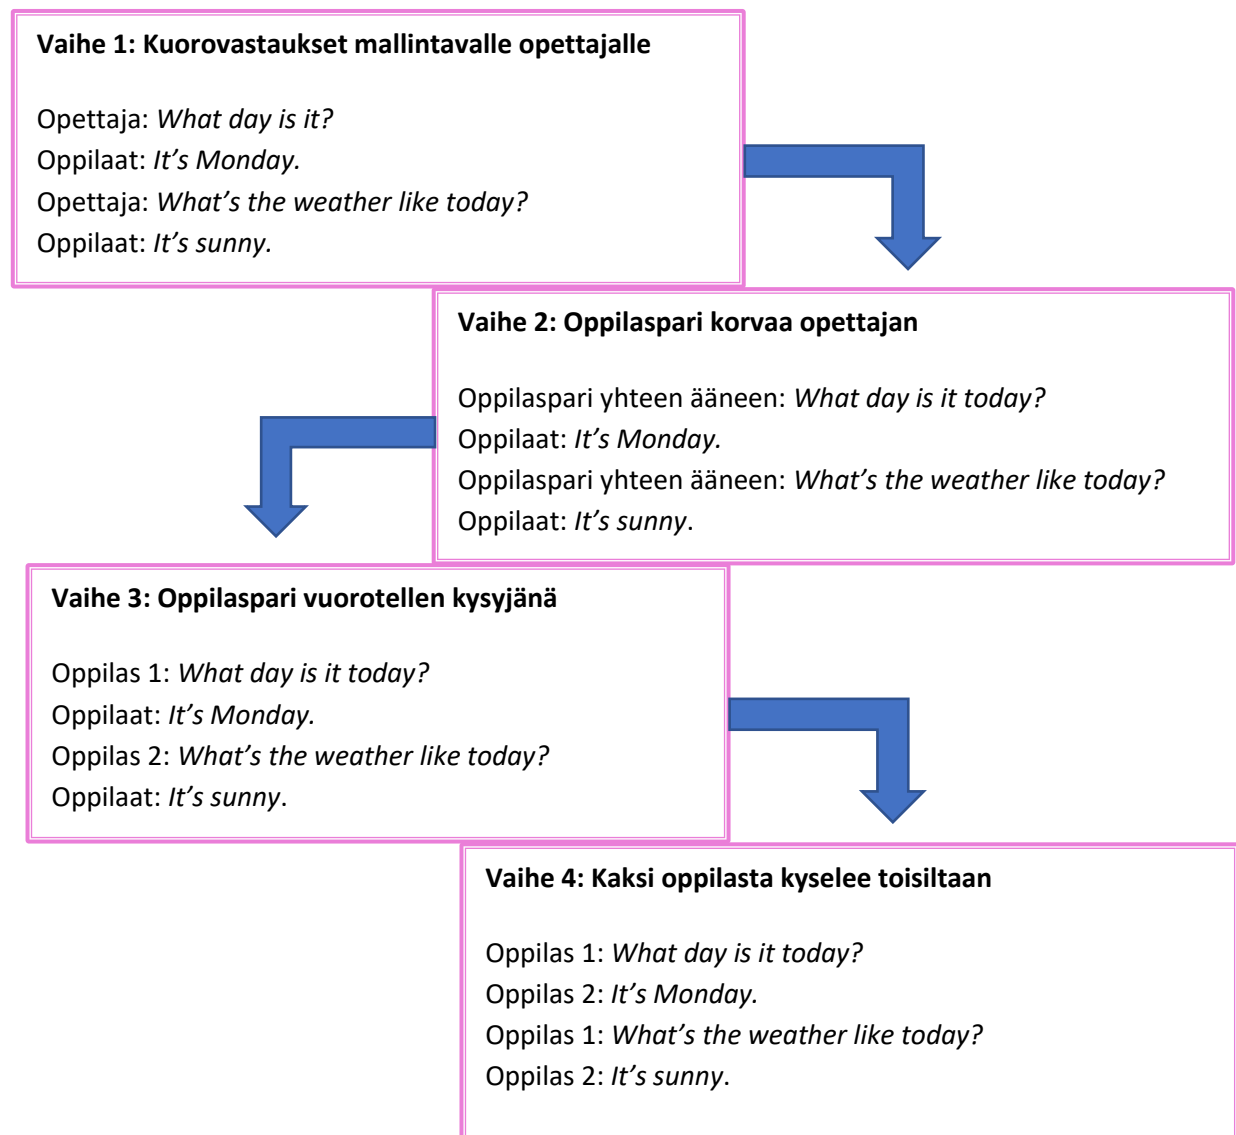 Vaihe 1: Kuorovastaukset mallintavalle opettajalle
Opettaja: What day is it?
Oppilaat: It’s Monday.
Opettaja: What’s the weather like today?
Oppilaat: It’s sunny.
Vaihe 2: Oppilaspari korvaa opettajan
Oppilaspari yhteen ääneen: What day is it today?
Oppilaat: It’s Monday.
Oppilaspari yhteen ääneen: What’s the weather like today?
Oppilaat: It’s sunny.
Vaihe 3: Oppilaspari vuorotellen kysyjänä
Oppilas 1: What day is it today?
Oppilaat: It’s Monday.
Oppilas 2: What’s the weather like today?
Oppilaat: It’s sunny.
Vaihe 4: Kaksi oppilasta kyselee toisiltaan
Oppilas 1: What day is it today?
Oppilas 2: It’s Monday.
Oppilas 1: What’s the weather like today?
Oppilas 2: It’s sunny.